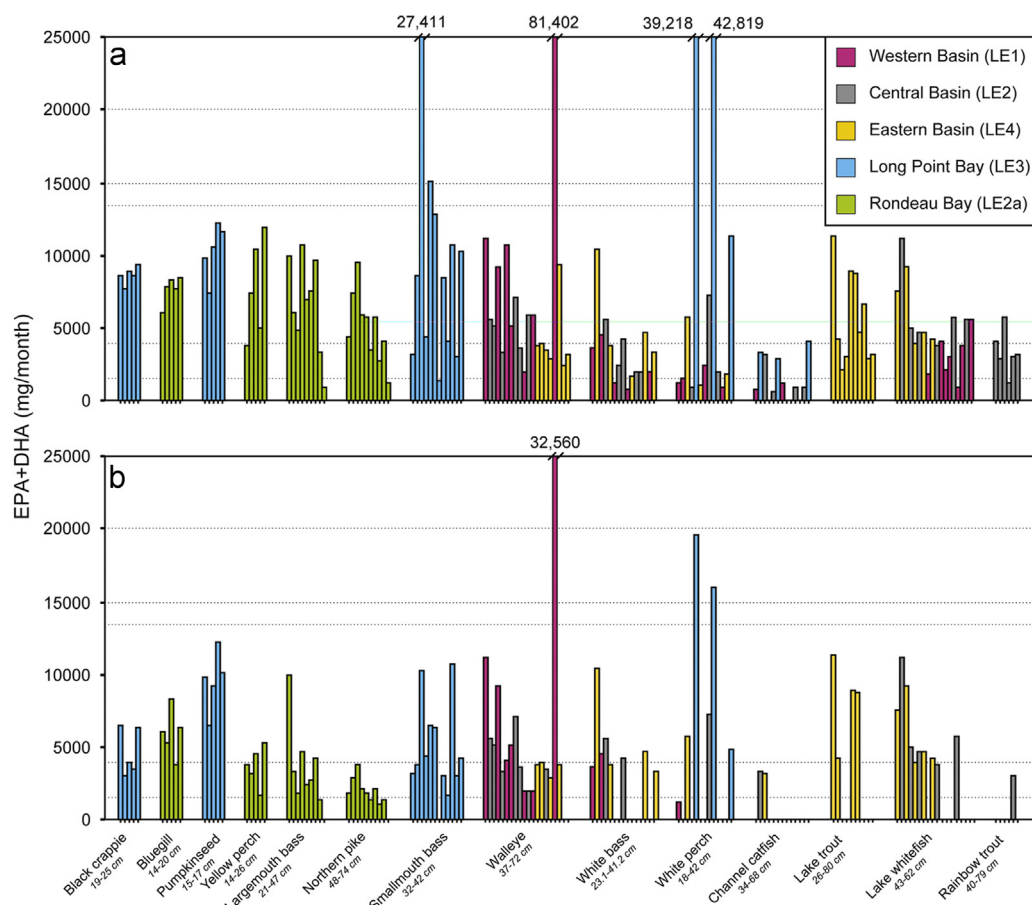 27,411 81,402 39,218 42,819
25000
a
Western Basin (LE1)
Central Basin (LE2)
Eastern Basin (LE4)
Long Point Bay (LE3)
Rondeau Bay (LE2a)
20000
15000
10000
5000
0
EPA+DHA (mg/month)
32,560
25000
b
20000
15000
10000
5000
0
Black crappie
19-25 cm
Bluegill
14-20 cm
Pumpkinseed
15-17 cm
Yellow perch
14-26 cm
Largemouth bass
21-47 cm
Northern pike
48-74 cm
Smallmouth bass
32-42 cm
Walleye
37-72 cm
White bass
23.1-41.2 cm
White perch
18-42 cm
Channel catfish
34-68 cm
Lake trout
26-80 cm
Lake whitefish
43-62 cm
Rainbow trout
40-79 cm